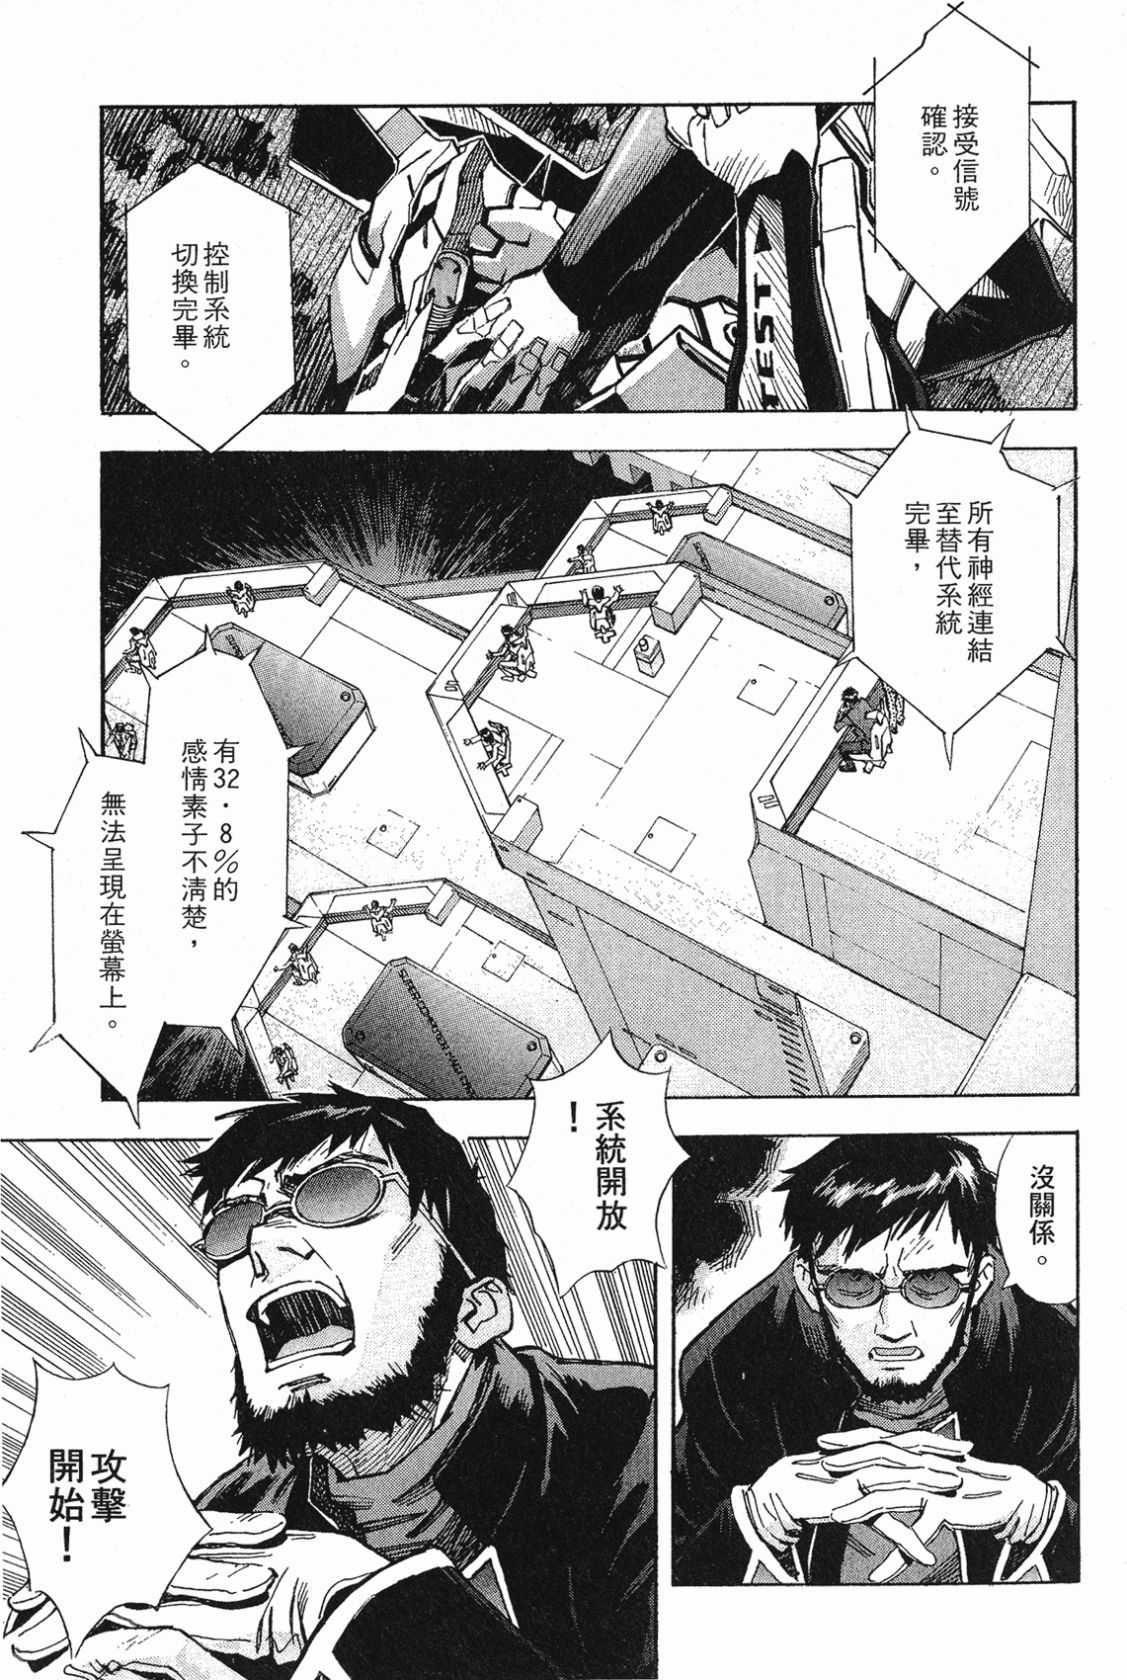 接受信號
確認。
控制系統
切換完畢。
TEST
所有神經連結
至替代系統
完畢，
有32．8％的
感情素子不清楚，
無法呈現在螢幕上。
沒關係。
系統開放
！
攻擊
開始！